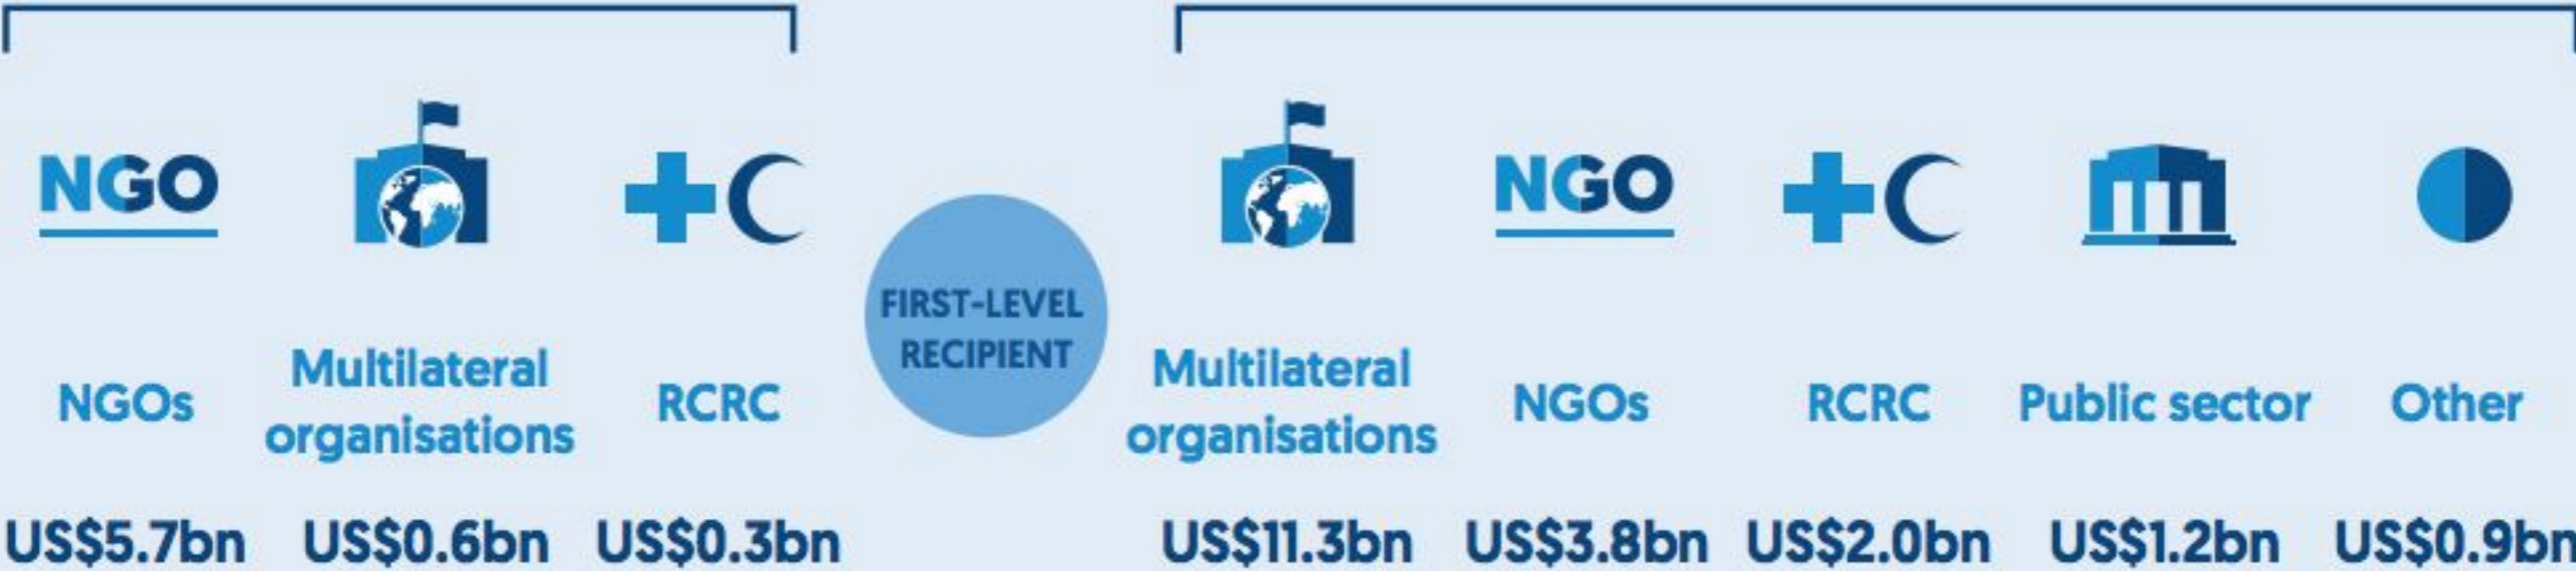 NGO
NGO
FIRST-LEVEL
RECIPIENT
NGOs
Multilateral
organisations
RCRC
Multilateral
organisations
NGOs
RCRC
Public sector
Other
US$5.7bn
US$0.6bn
US$0.3bn
US$11.3bn
US$3.8bn
US$2.0bn
US$1.2bn
US$0.9bn